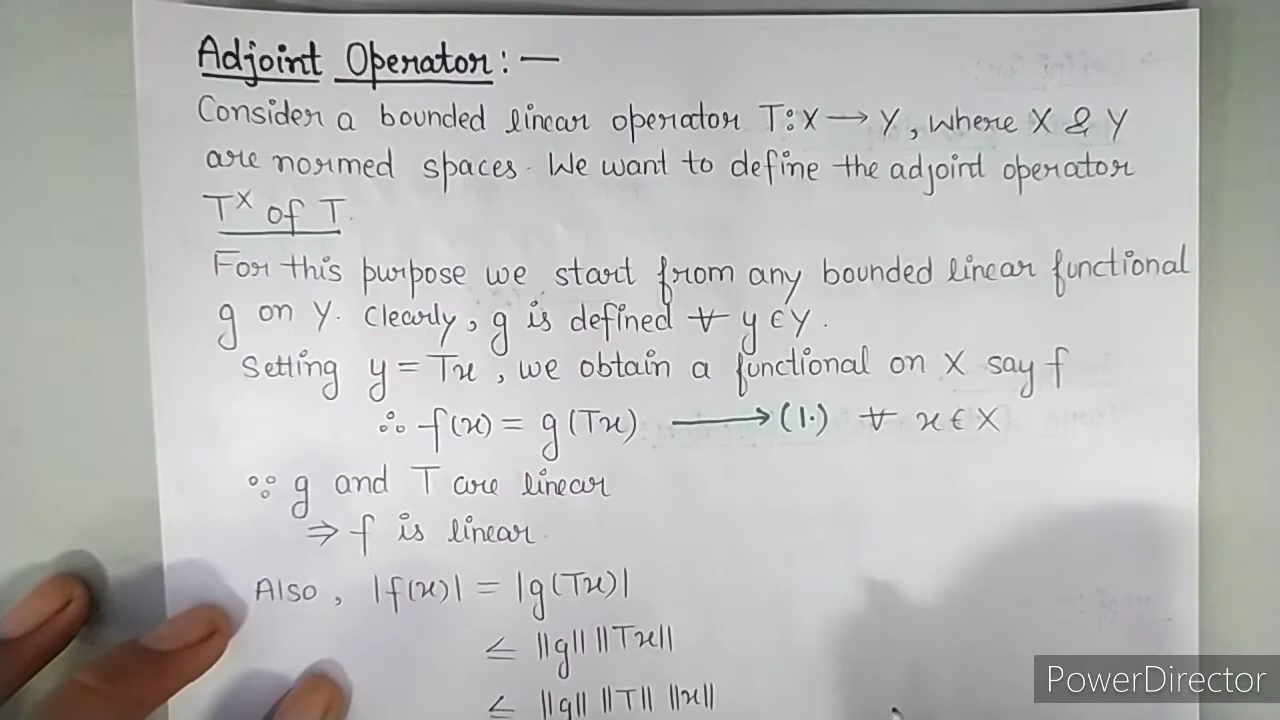 Adjoint Operator : —
Consider a bounded linear operator T: X → Y, where X & Y
are normed spaces. We want to define the adjoint operator
Tˣ of T.
For this purpose we start from any bounded linear functional
g on Y. Clearly, g is defined ∀ y ∈ Y.
Setting y = Tx, we obtain a functional on X say f
∴ f(x) = g(Tx) ⟶ (1.) ∀ x ∈ X
∵ g and T are linear
⇒ f is linear.
Also, |f(x)| = |g(Tx)|
≤ ||g|| ||Tx||
≤ ||g|| ||T|| ||x||
PowerDirector